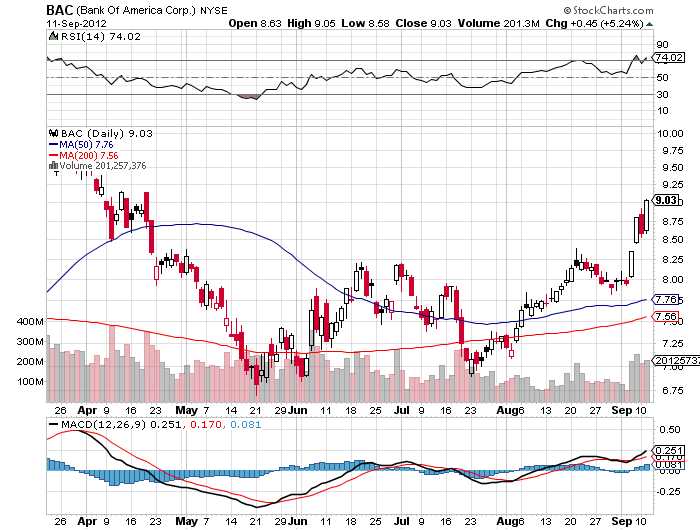 BAC (Bank Of America Corp.) NYSE © StockCharts.com
11-Sep-2012 Open 8.63 High 9.05 Low 8.58 Close 9.03 Volume 201.3M Chg +0.45 (+5.24%)
RSI(14) 74.02
90
74.02
50
30
10
BAC (Daily) 9.03
MA(50) 7.76
MA(200) 7.56
Volume 201,257,376
10.00
9.75
9.50
9.25
9.03
8.75
8.50
8.25
8.00
7.76
7.56
7.25
20125737
7.00
6.75
400M
300M
200M
100M
26 Apr 9 16 23 May 7 14 21 29 Jun 11 18 25 Jul 9 16 23 Aug 6 13 20 27 Sep 10
MACD(12,26,9) 0.251, 0.170, 0.081
0.50
0.251
0.170
0.081
-0.25
26 Apr 9 16 23 May 7 14 21 29 Jun 11 18 25 Jul 9 16 23 Aug 6 13 20 27 Sep 10